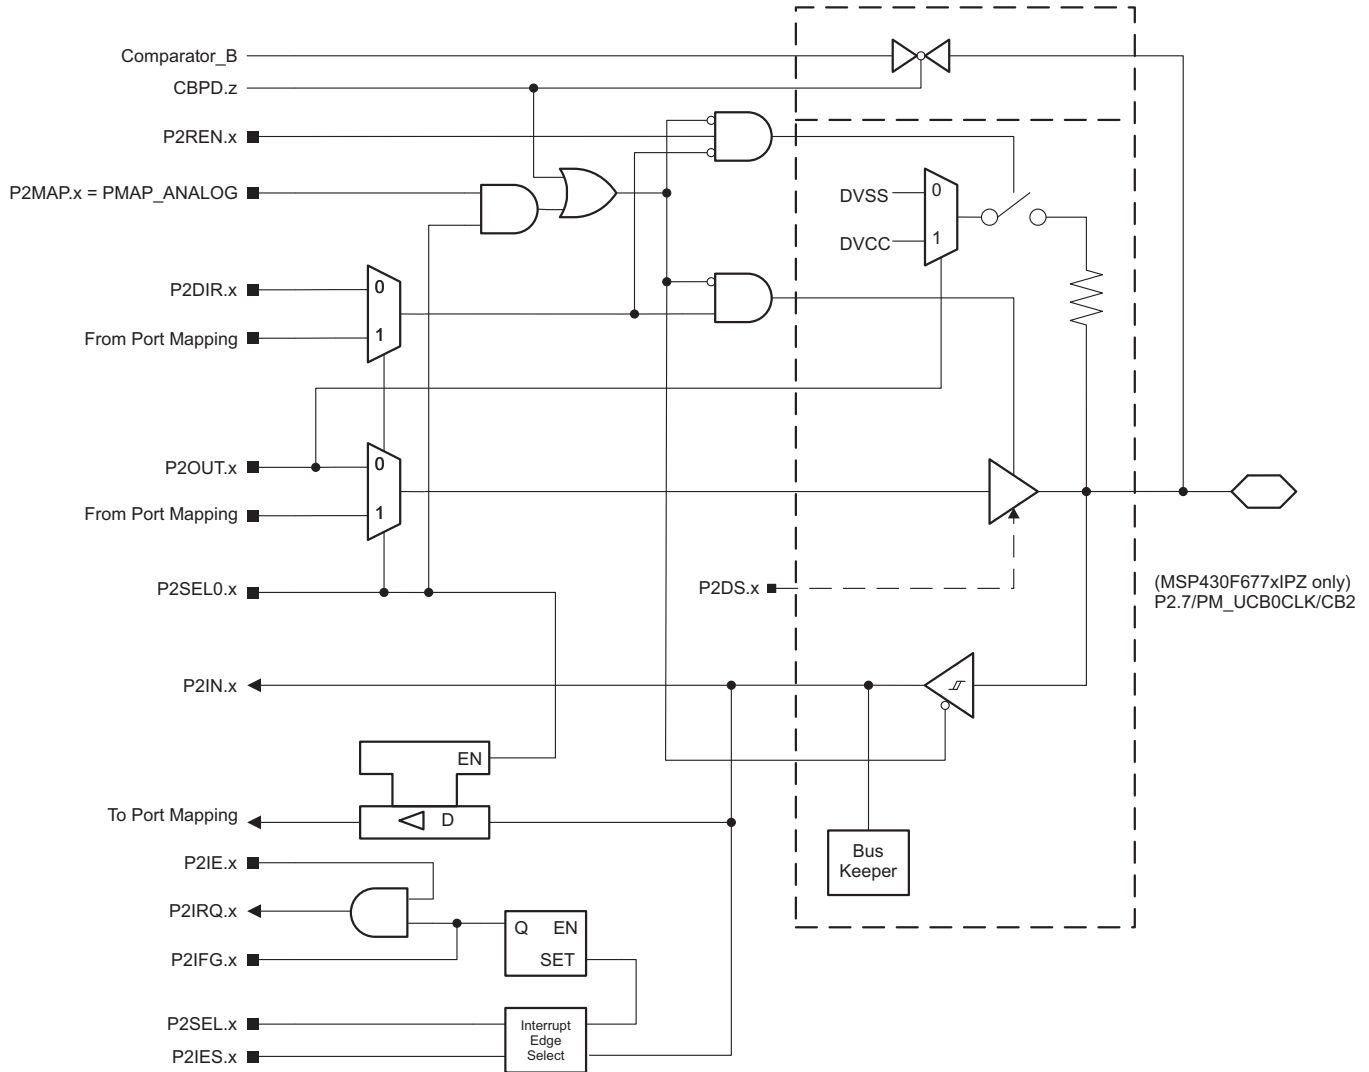 Comparator_B
CBPD.z
P2REN.x
P2MAP.x = PMAP_ANALOG
DVSS
0
DVCC
1
P2DIR.x
0
From Port Mapping
1
P2OUT.x
0
From Port Mapping
1
P2SEL0.x
P2DS.x
(MSP430F677xIPZ only)
P2.7/PM_UCB0CLK/CB2
P2IN.x
EN
To Port Mapping
D
Bus
Keeper
P2IE.x
P2IRQ.x
Q EN
P2IFG.x
SET
P2SEL.x
P2IES.x
Interrupt
Edge
Select